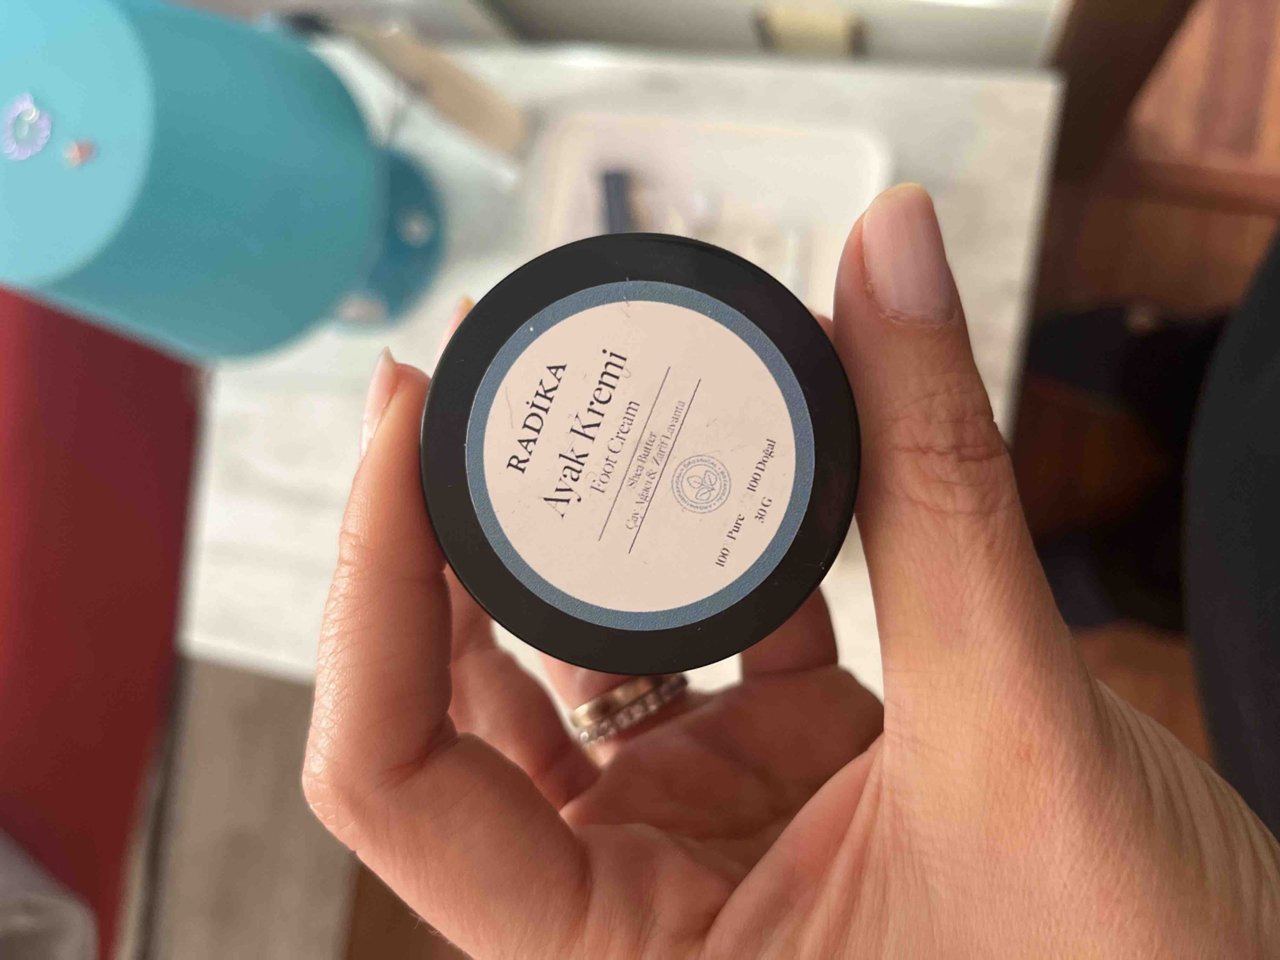 RADİKA
Ayak Kremi
Foot Cream
Shea Butter
Çay Ağacı & Zarif Lavanta
100% Pure 100 Doğal
30 G